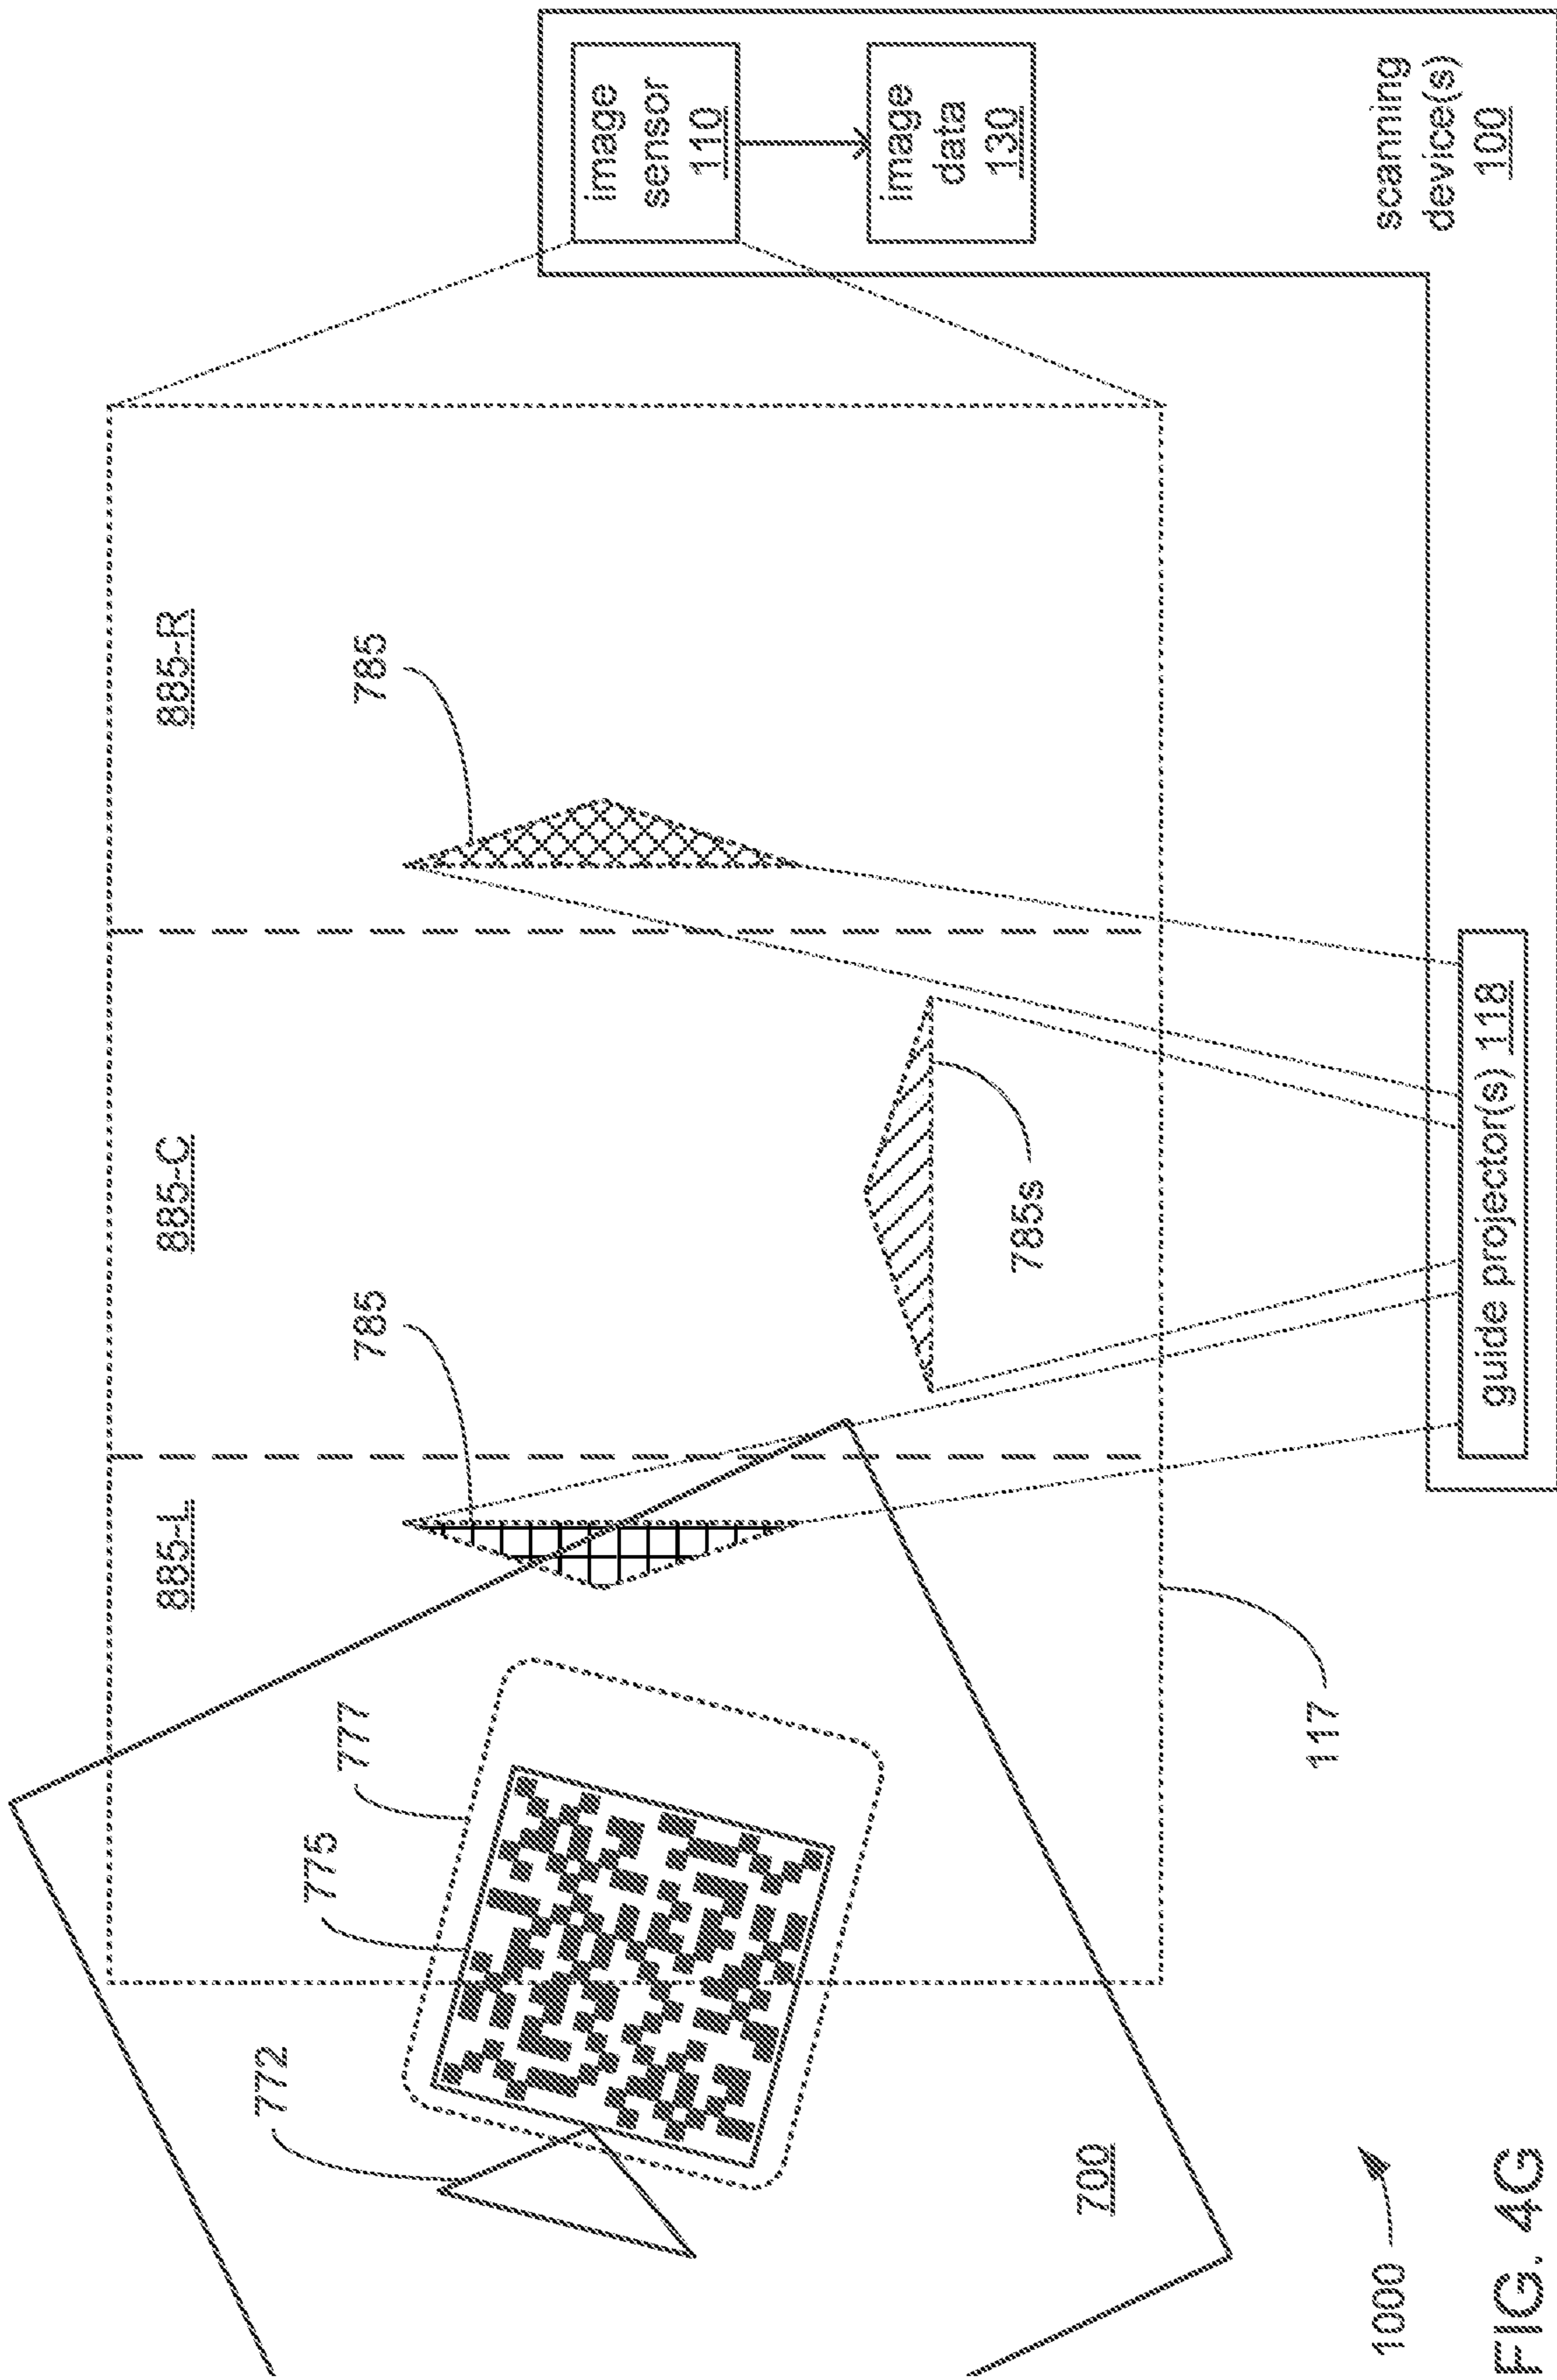 885-L
885-C
885-R
785
785
785s
772
775
777
700
117
image
sensor
110
image
data
130
scanning
device(s)
100
guide projector(s) 118
1000
FIG. 4G